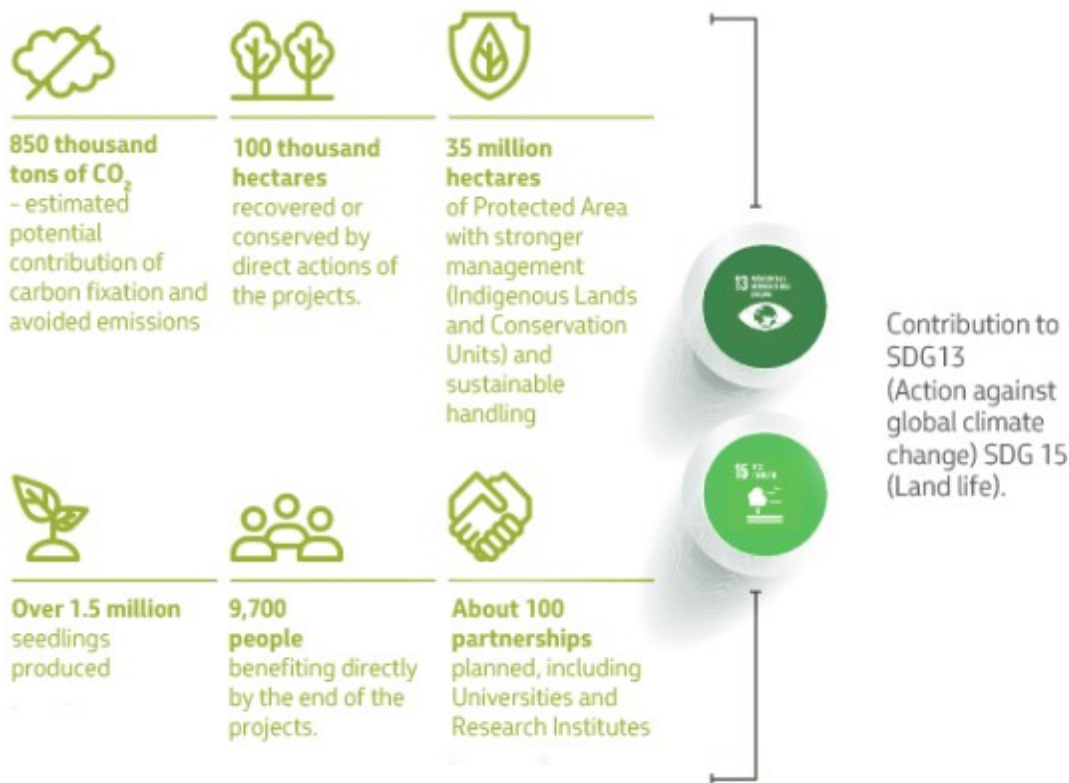 850 thousand
tons of CO2
- estimated
potential
contribution of
carbon fixation and
avoided emissions
100 thousand
hectares
recovered or
conserved by
direct actions of
the projects.
35 million
hectares
of Protected Area
with stronger
management
(Indigenous Lands
and Conservation
Units) and
sustainable
handling
13
15
Contribution to
SDG13
(Action against
global climate
change) SDG 15
(Land life).
Over 1.5 million
seedlings
produced
9,700
people
benefiting directly
by the end of the
projects.
About 100
partnerships
planned, including
Universities and
Research Institutes